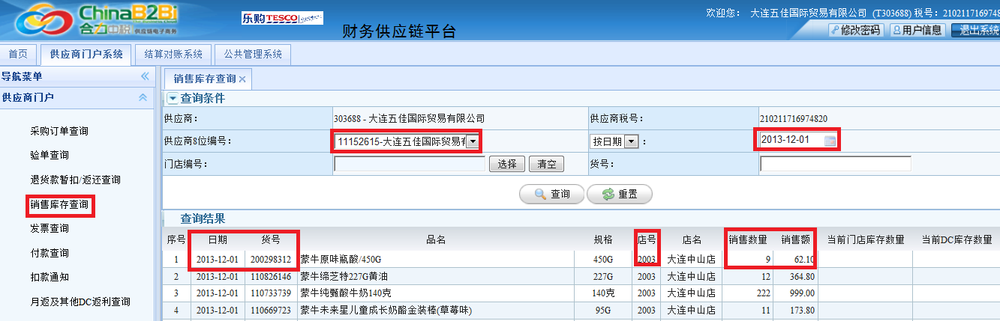 ChinaB2Bi
合力中税 供应链电子商务
乐购TESCO
财务供应链平台
欢迎您： 大连五佳国际贸易有限公司 (T303688) 税号：2102117169748
修改密码 用户信息 退出系统
首页 供应商门户系统 结算对账系统 公共管理系统
导航菜单
供应商门户
采购订单查询
验单查询
退货款暂扣/返还查询
销售库存查询
发票查询
付款查询
扣款通知
月返及其他DC返利查询
销售库存查询
查询条件
供应商： 303688 - 大连五佳国际贸易有限公司 供应商税号： 210211716974820
供应商8位编号： 11152615-大连五佳国际贸易有 按日期 ： 2013-12-01
门店编号： 选择 清空 货号：
查询 重置
查询结果
序号 日期 货号 品名 规格 店号 店名 销售数量 销售额 当前门店库存数量 当前DC库存数量
1 2013-12-01 200298312 蒙牛原味瓶酸/450G 450G 2003 大连中山店 9 62.10
2 2013-12-01 110826146 蒙牛缔芝特227G黄油 227G 2003 大连中山店 12 364.80
3 2013-12-01 110733739 蒙牛纯甄酸牛奶140克 140克 2003 大连中山店 222 999.00
4 2013-12-01 110669723 蒙牛未来星儿童成长奶酪金装棒(草莓味) 95G 2003 大连中山店 11 173.80